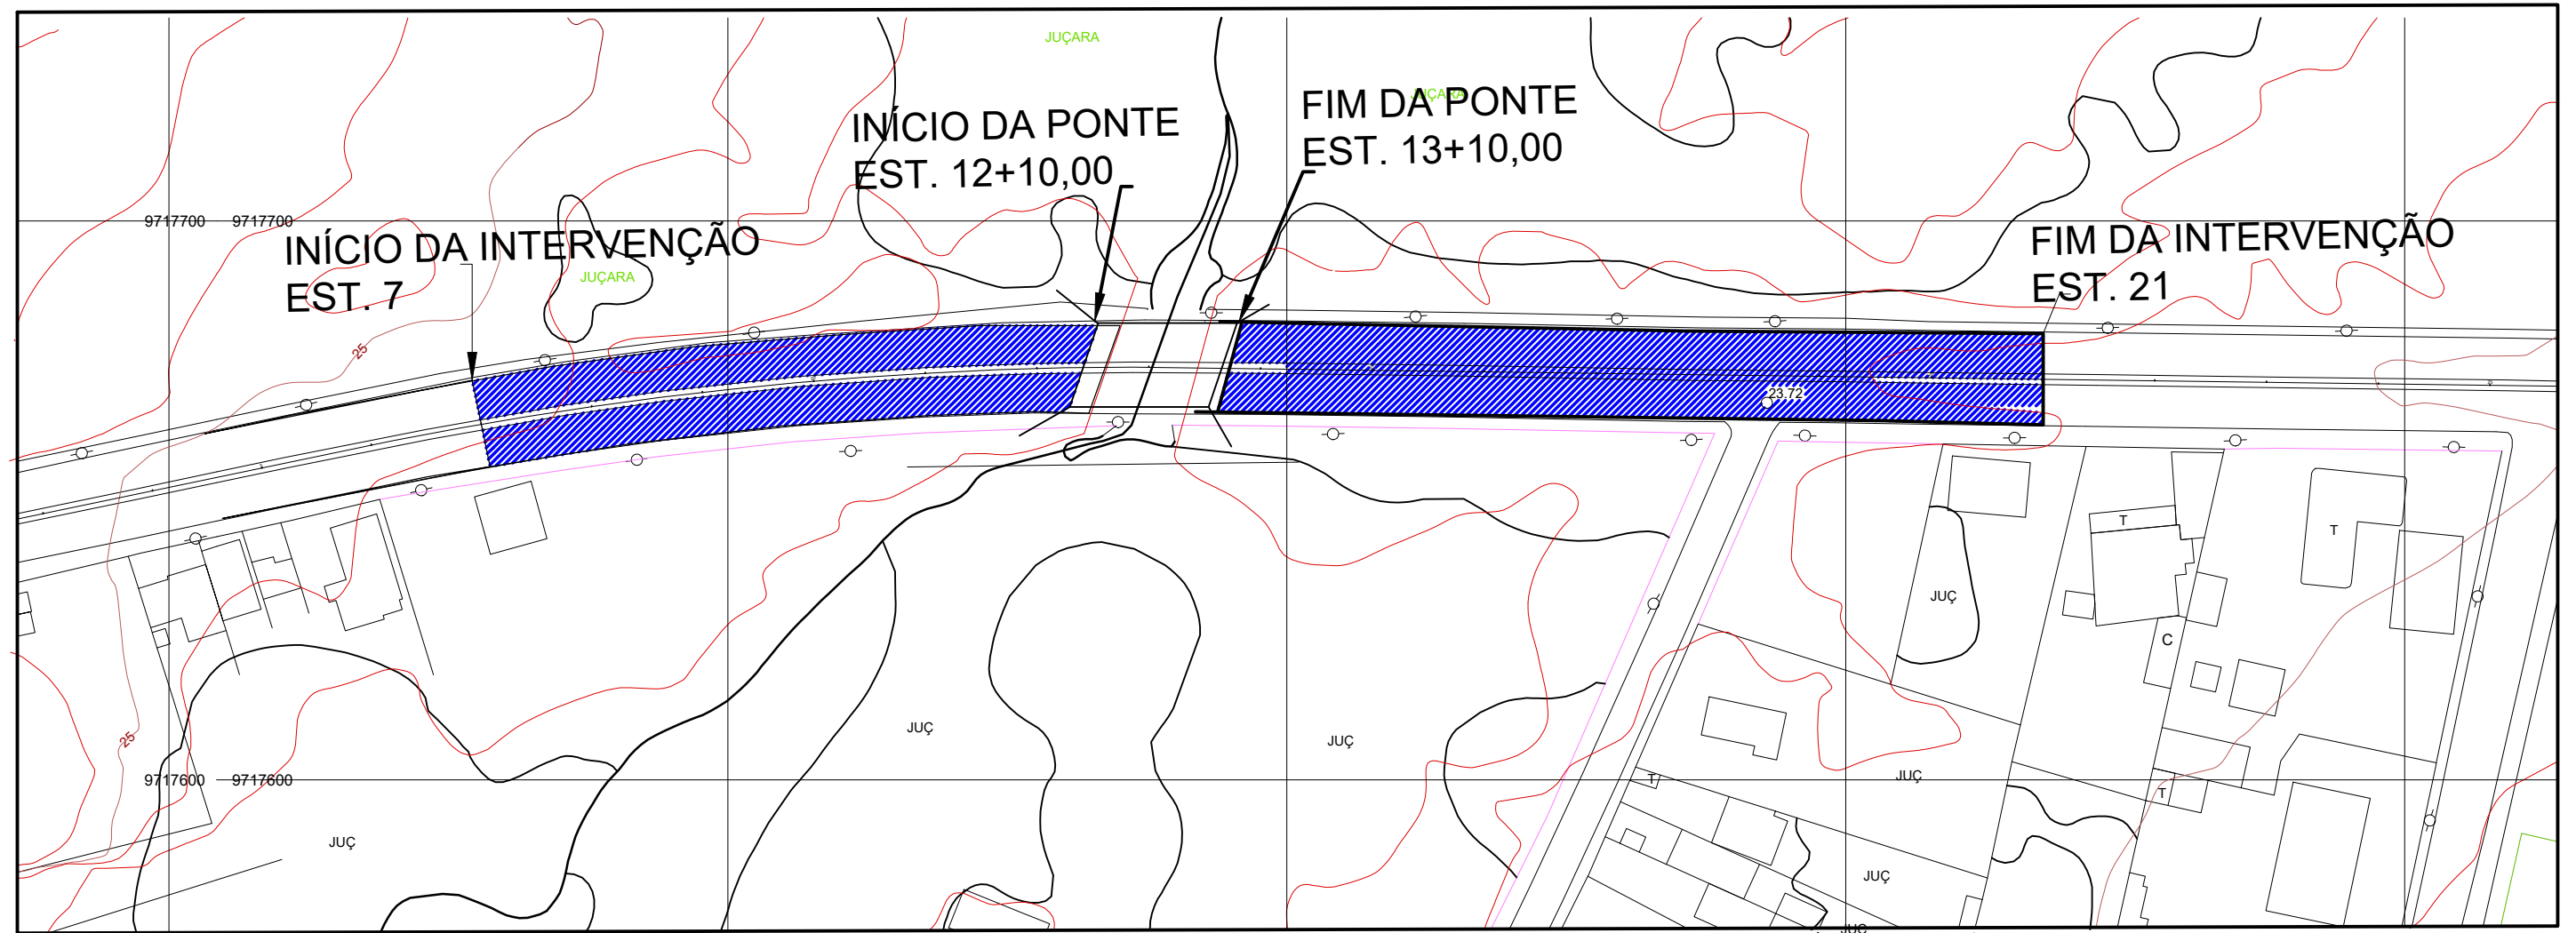 JUÇARA
JUÇARA
FIM DA PONTE
EST. 13+10,00
INÍCIO DA PONTE
EST. 12+10,00
9717700
9717700
INÍCIO DA INTERVENÇÃO
EST. 7
JUÇARA
FIM DA INTERVENÇÃO
EST. 21
25
23.72
T
T
JUÇ
C
JUÇ
JUÇ
25
9717600
9717600
T
JUÇ
T
JUÇ
JUÇ
JUÇ